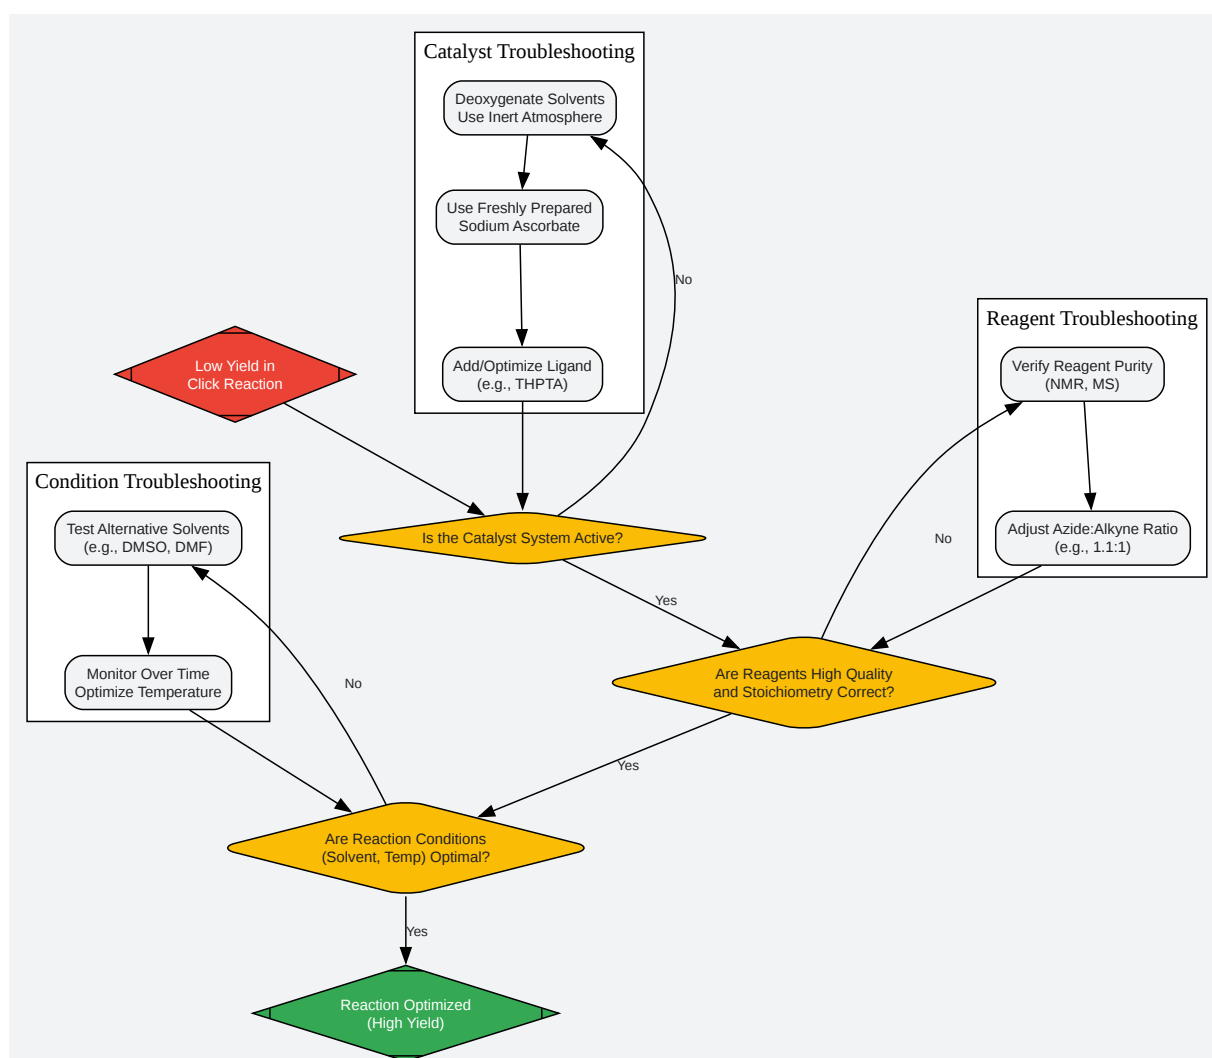 Catalyst Troubleshooting
Deoxygenate Solvents
Use Inert Atmosphere
Use Freshly Prepared
Sodium Ascorbate
No
Add/Optimize Ligand
(e.g., THPTA)
Low Yield in
Click Reaction
Reagent Troubleshooting
Verify Reagent Purity
(NMR, MS)
Adjust Azide:Alkyne Ratio
(e.g., 1.1:1)
No
Condition Troubleshooting
Test Alternative Solvents
(e.g., DMSO, DMF)
Monitor Over Time
Optimize Temperature
No
Is the Catalyst System Active?
Yes
Are Reagents High Quality
and Stoichiometry Correct?
Yes
Are Reaction Conditions
(Solvent, Temp) Optimal?
Yes
Reaction Optimized
(High Yield)